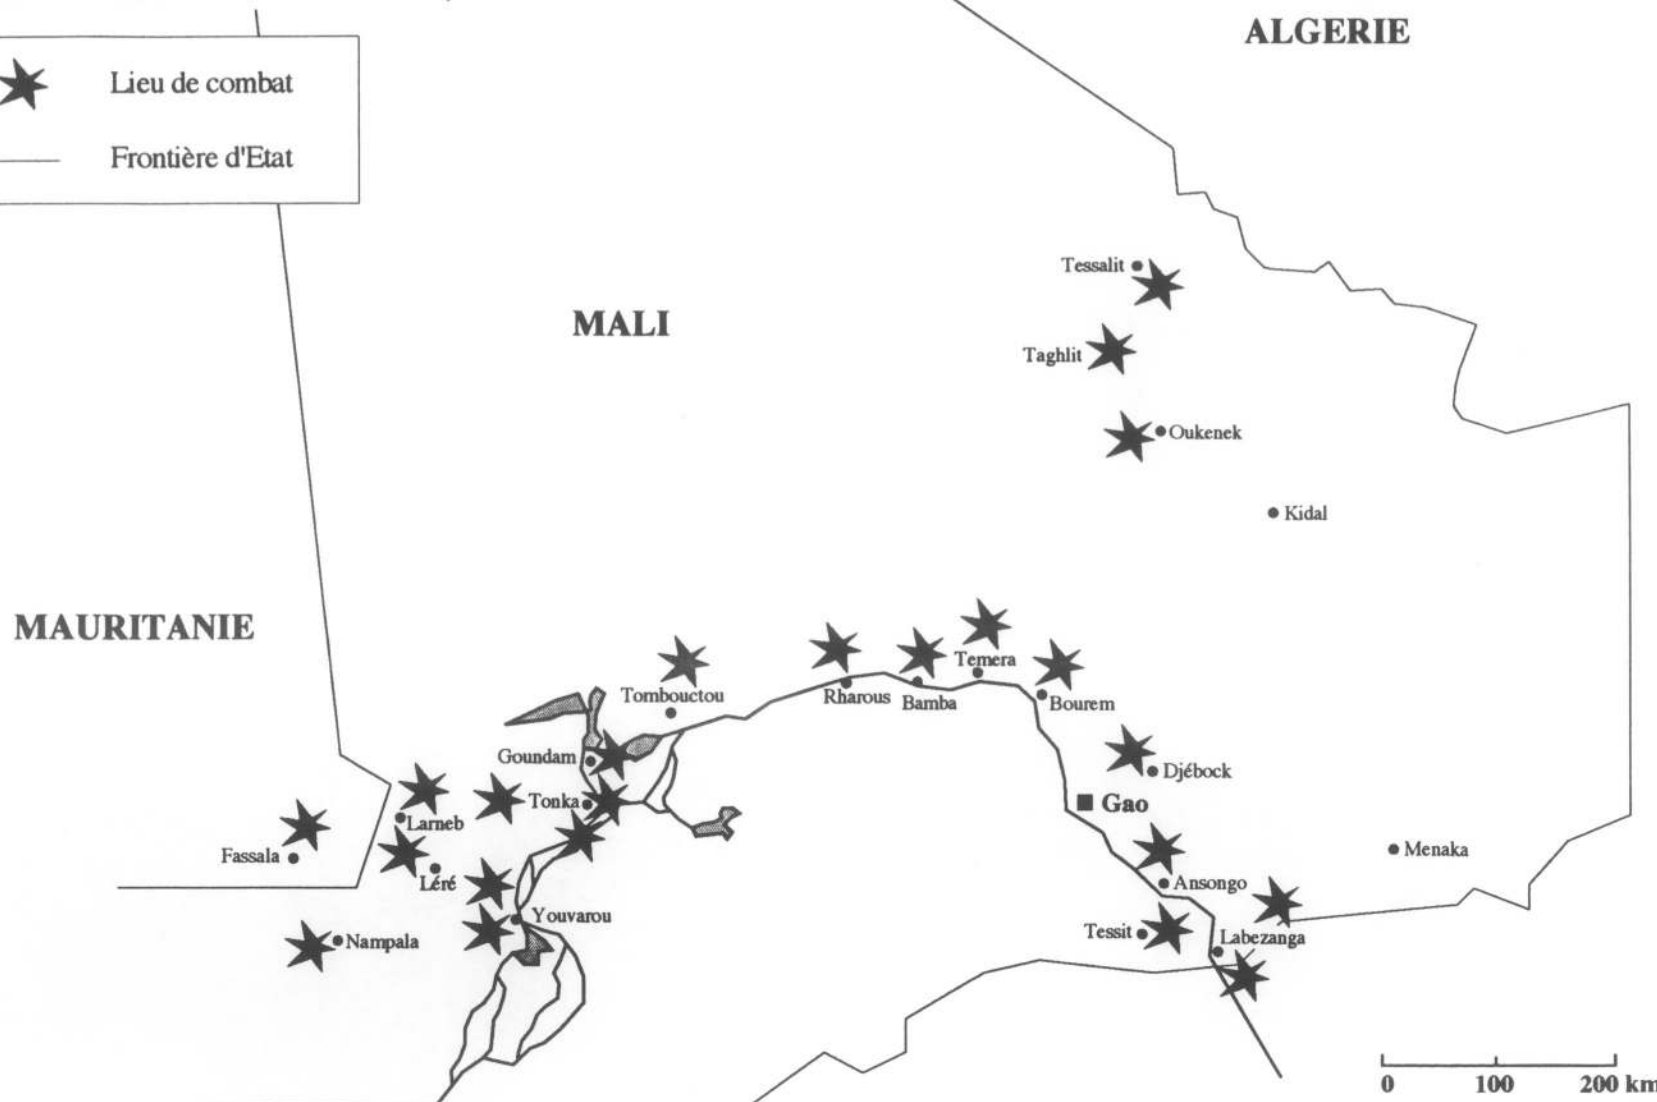 ALGERIE
Lieu de combat
Frontière d'Etat
Tessalit
MALI
Taghlit
Oukenek
Kidal
MAURITANIE
Temera
Tombouctou
Rharous
Bamba
Bourem
Goundam
Djébock
Tonka
Gao
Larneb
Fassala
Menaka
Léré
Ansongo
Youvarou
Tessit
Labezanga
Nampala
0 100 200 km